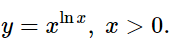 y = x^{\ln x}, x > 0.